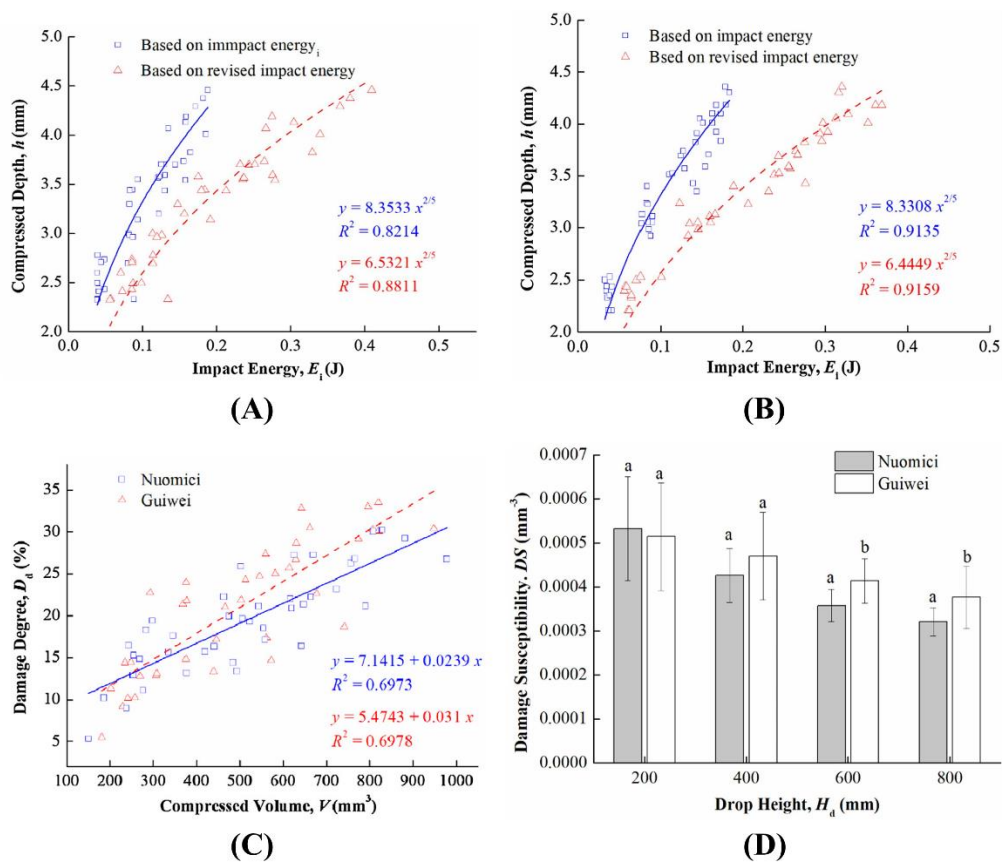 Based on immpact energyi
Based on revised impact energy
Compressed Depth, h (mm)
5.0
4.5
4.0
3.5
3.0
2.5
2.0
y = 8.3533 x^2/5
R² = 0.8214
y = 6.5321 x^2/5
R² = 0.8811
0.0 0.1 0.2 0.3 0.4 0.5
Impact Energy, Ei (J)
(A)
Based on impact energy
Bsed on revised impact energy
Compressed Depth, h (mm)
5.0
4.5
4.0
3.5
3.0
2.5
2.0
y = 8.3308 x^2/5
R² = 0.9135
y = 6.4449 x^2/5
R² = 0.9159
0.0 0.1 0.2 0.3 0.4 0.5
Impact Energy, Ei (J)
(B)
Nuomici
Guiwei
Damage Degree, Dd (%)
35
30
25
20
15
10
5
y = 7.1415 + 0.0239 x
R² = 0.6973
y = 5.4743 + 0.031 x
R² = 0.6978
100 200 300 400 500 600 700 800 900 1000
Compressed Volume, V (mm³)
(C)
Nuomici
Guiwei
Damage Susceptibility. DS (mm⁻³)
0.0007
0.0006
0.0005
0.0004
0.0003
0.0002
0.0001
0.0000
a a a a a b a b
200 400 600 800
Drop Height, Hd (mm)
(D)